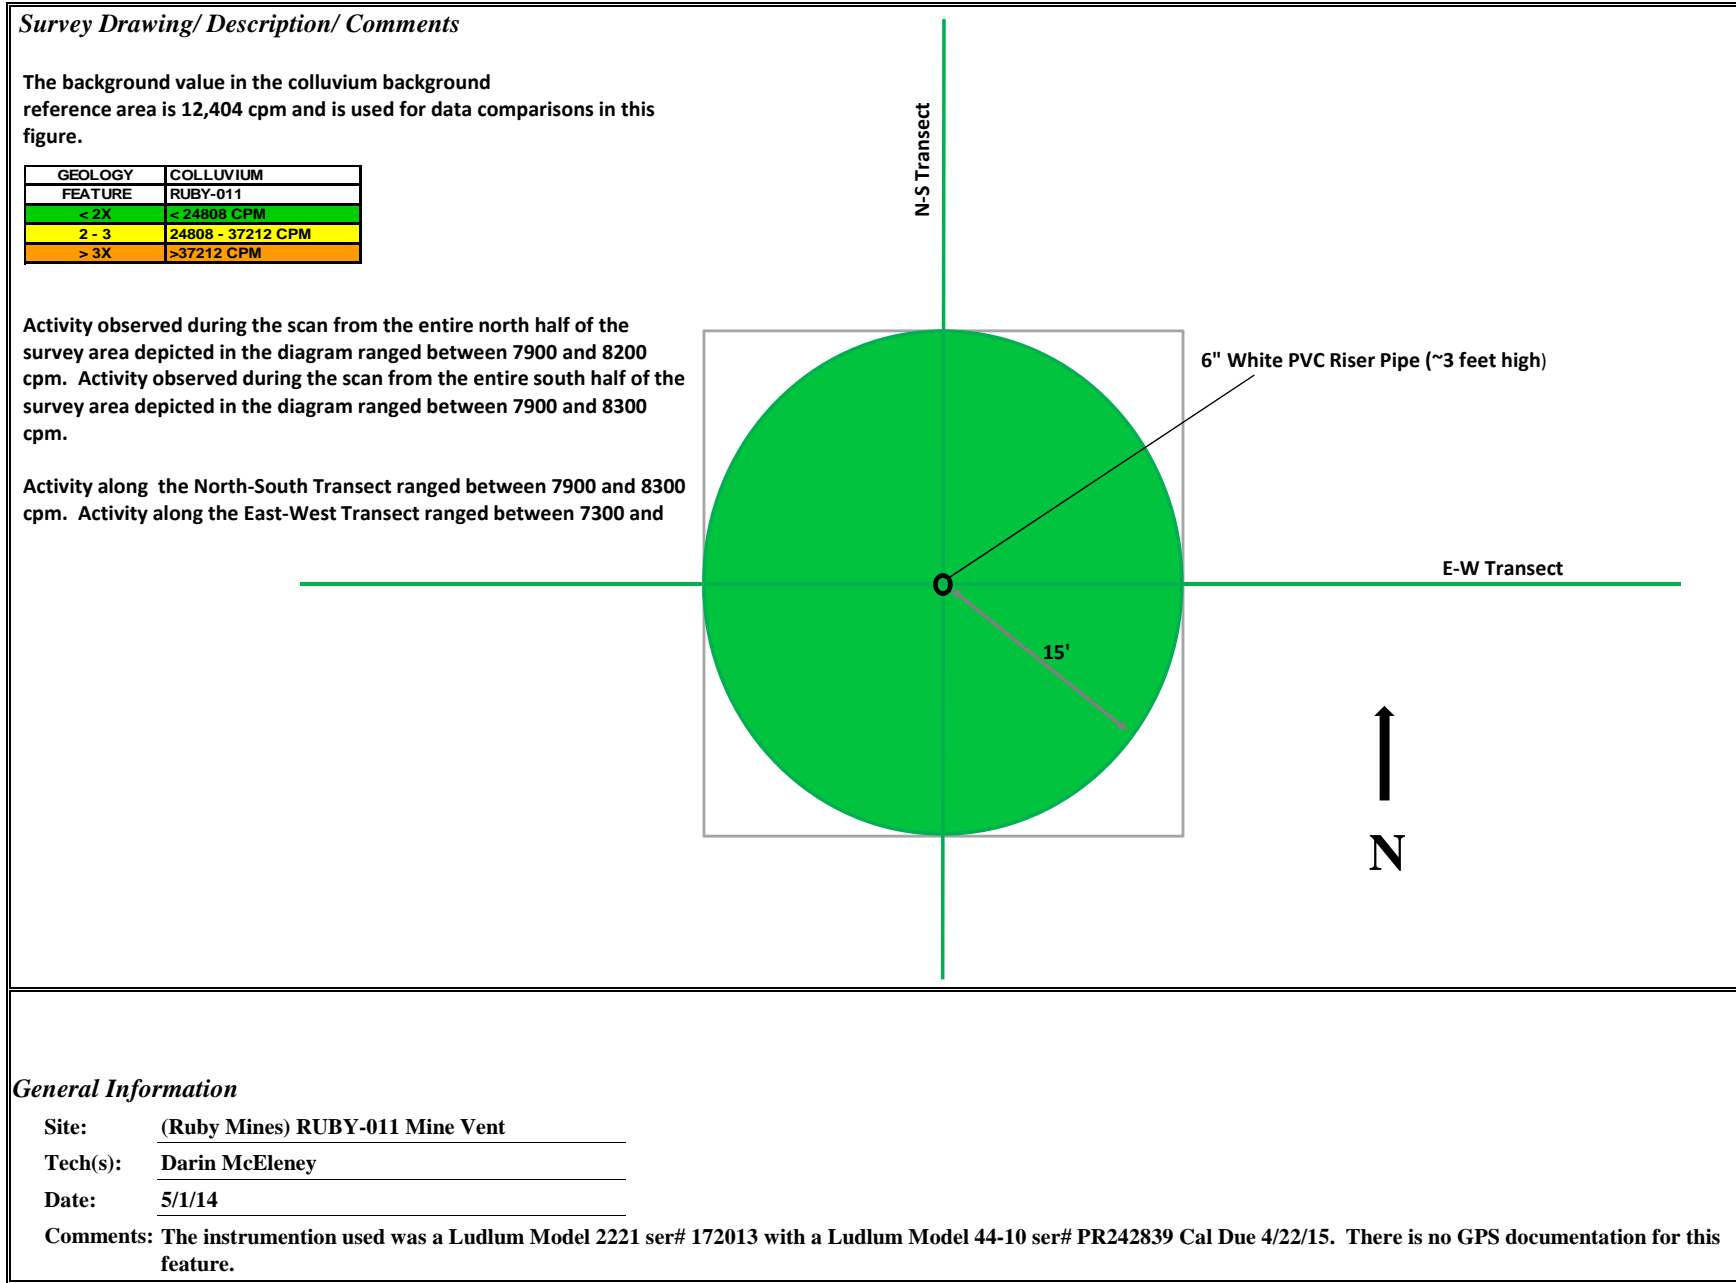 Survey Drawing/ Description/ Comments
The background value in the colluvium background
reference area is 12,404 cpm and is used for data comparisons in this
figure.
GEOLOGY COLLUVIUM
FEATURE RUBY-011
< 2X < 24808 CPM
2 - 3 24808 - 37212 CPM
> 3X >37212 CPM
Activity observed during the scan from the entire north half of the
survey area depicted in the diagram ranged between 7900 and 8200
cpm. Activity observed during the scan from the entire south half of the
survey area depicted in the diagram ranged between 7900 and 8300
cpm.
Activity along the North-South Transect ranged between 7900 and 8300
cpm. Activity along the East-West Transect ranged between 7300 and
N-S Transect
6" White PVC Riser Pipe (~3 feet high)
E-W Transect
15'
N
General Information
Site: (Ruby Mines) RUBY-011 Mine Vent
Tech(s): Darin McEleney
Date: 5/1/14
Comments: The instrumention used was a Ludlum Model 2221 ser# 172013 with a Ludlum Model 44-10 ser# PR242839 Cal Due 4/22/15. There is no GPS documentation for this
feature.